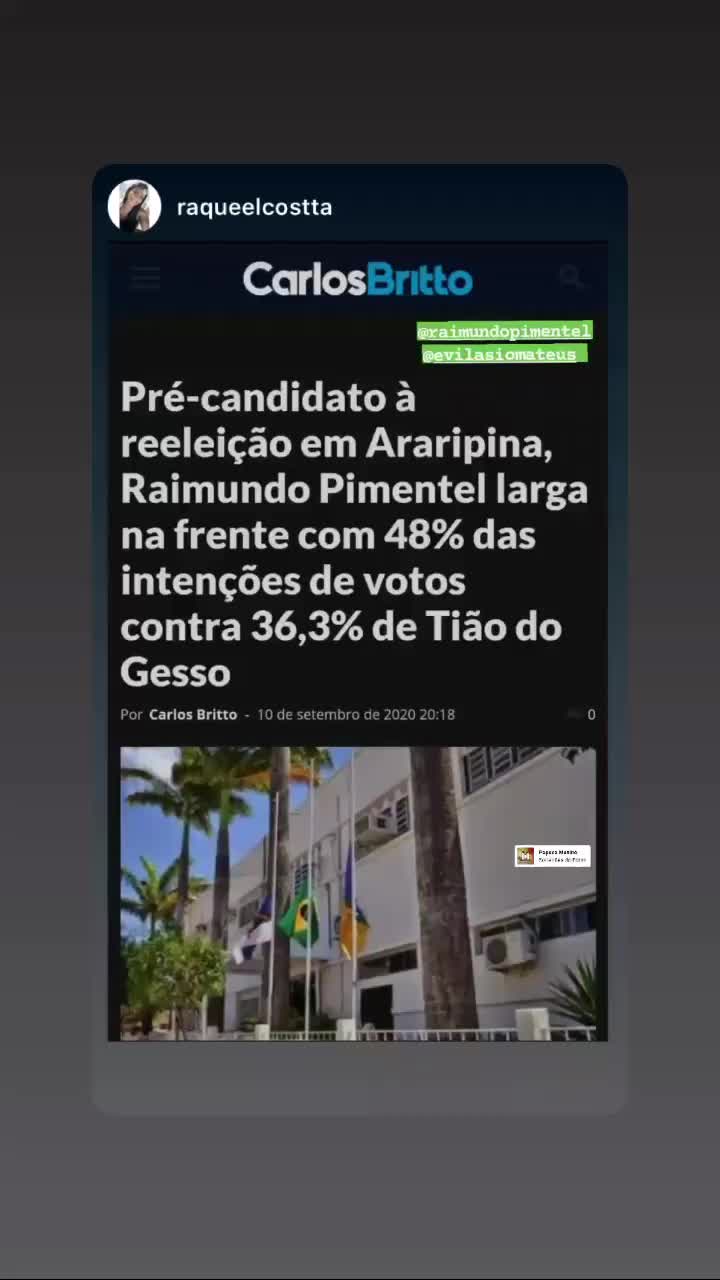 raqueelcostta
CarlosBritto
@raimundopimentel
@evilasiomateus
Pré-candidato à
reeleição em Araripina,
Raimundo Pimentel larga
na frente com 48% das
intenções de votos
contra 36,3% de Tião do
Gesso
Por Carlos Britto - 10 de setembro de 2020 20:18
0